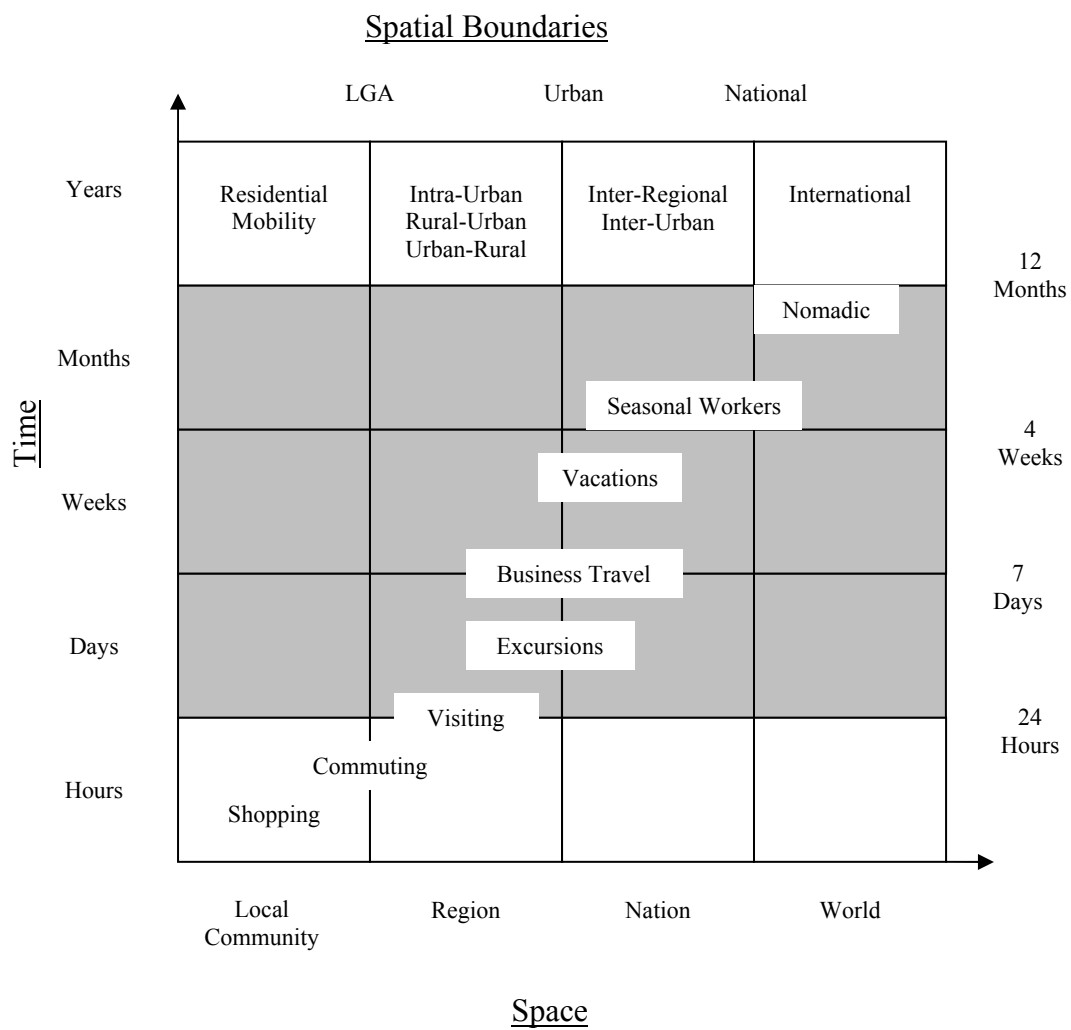 Spatial Boundaries
LGA Urban National
Years
Residential
Mobility
Intra-Urban
Rural-Urban
Urban-Rural
Inter-Regional
Inter-Urban
International
12
Months
Nomadic
Months
Time
Seasonal Workers
4
Weeks
Vacations
Weeks
Business Travel
7
Days
Days
Excursions
Visiting
24
Hours
Commuting
Hours
Shopping
Local
Community
Region
Nation
World
Space